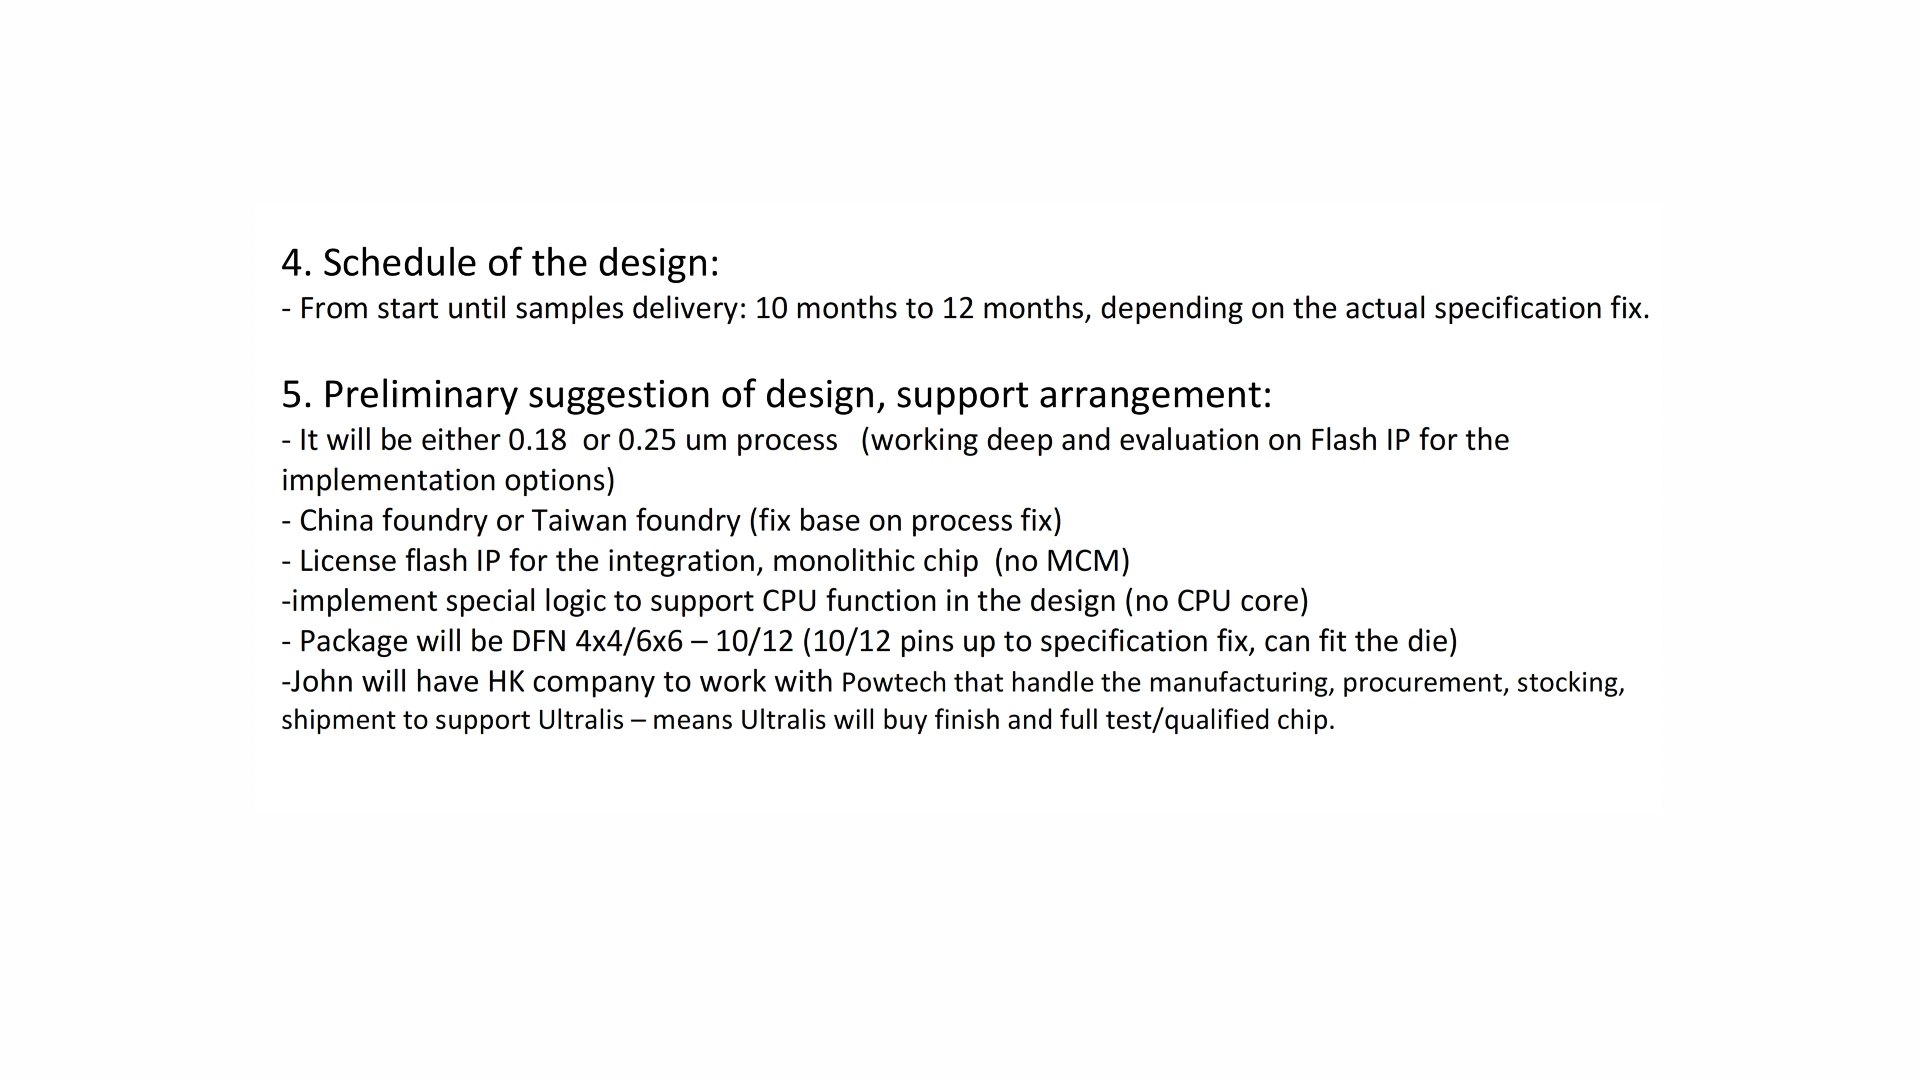 4. Schedule of the design:
- From start until samples delivery: 10 months to 12 months, depending on the actual specification fix.
5. Preliminary suggestion of design, support arrangement:
- It will be either 0.18  or 0.25 um process   (working deep and evaluation on Flash IP for the
implementation options)
- China foundry or Taiwan foundry (fix base on process fix)
- License flash IP for the integration, monolithic chip  (no MCM)
-implement special logic to support CPU function in the design (no CPU core)
- Package will be DFN 4x4/6x6 – 10/12 (10/12 pins up to specification fix, can fit the die)
-John will have HK company to work with Powtech that handle the manufacturing, procurement, stocking,
shipment to support Ultralis – means Ultralis will buy finish and full test/qualified chip.